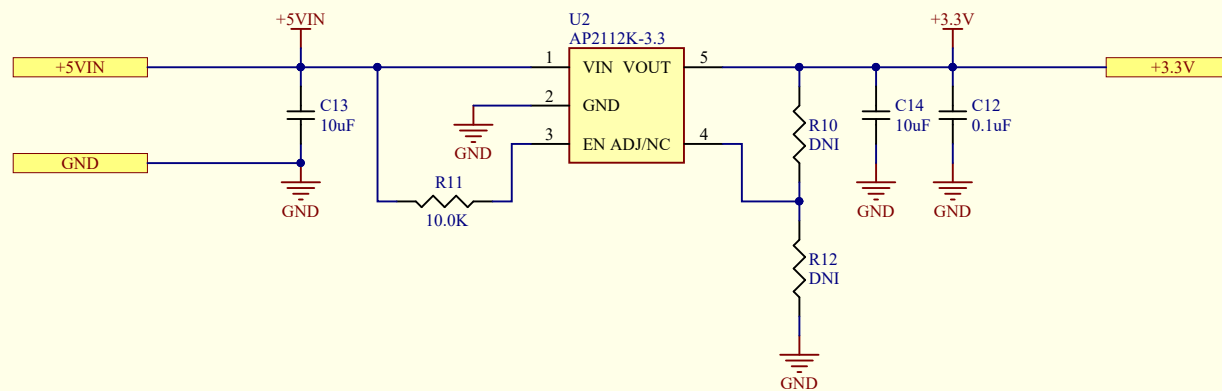 +5VIN
U2
AP2112K-3.3
+3.3V
+5VIN
1
VIN
VOUT
5
+3.3V
C13
10uF
2
GND
R10
DNI
C14
10uF
C12
0.1uF
GND
3
EN
ADJ/NC
4
GND
GND
R11
10.0K
GND
GND
GND
R12
DNI
GND